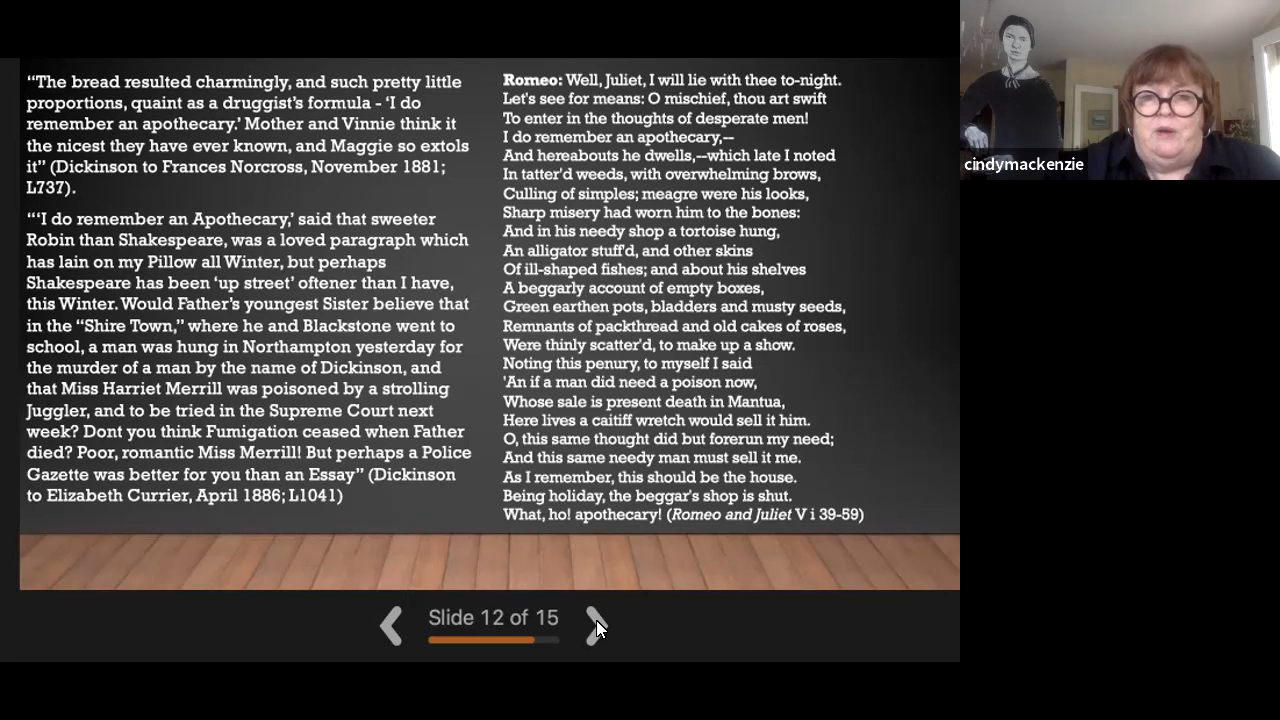 “The bread resulted charmingly, and such pretty little
proportions, quaint as a druggist’s formula - ‘I do
remember an apothecary.’ Mother and Vinnie think it
the nicest they have ever known, and Maggie so extols
it” (Dickinson to Frances Norcross, November 1881;
L737).
“‘I do remember an Apothecary,’ said that sweeter
Robin than Shakespeare, was a loved paragraph which
has lain on my Pillow all Winter, but perhaps
Shakespeare has been ‘up street’ oftener than I have,
this Winter. Would Father’s youngest Sister believe that
in the “Shire Town,” where he and Blackstone went to
school, a man was hung in Northampton yesterday for
the murder of a man by the name of Dickinson, and
that Miss Harriet Merrill was poisoned by a strolling
Juggler, and to be tried in the Supreme Court next
week? Dont you think Fumigation ceased when Father
died? Poor, romantic Miss Merrill! But perhaps a Police
Gazette was better for you than an Essay” (Dickinson
to Elizabeth Currier, April 1886; L1041)
Romeo: Well, Juliet, I will lie with thee to-night.
Let's see for means: O mischief, thou art swift
To enter in the thoughts of desperate men!
I do remember an apothecary,--
And hereabouts he dwells,--which late I noted
In tatter'd weeds, with overwhelming brows,
Culling of simples; meagre were his looks,
Sharp misery had worn him to the bones:
And in his needy shop a tortoise hung,
An alligator stuff'd, and other skins
Of ill-shaped fishes; and about his shelves
A beggarly account of empty boxes,
Green earthen pots, bladders and musty seeds,
Remnants of packthread and old cakes of roses,
Were thinly scatter'd, to make up a show.
Noting this penury, to myself I said
'An if a man did need a poison now,
Whose sale is present death in Mantua,
Here lives a caitiff wretch would sell it him.
O, this same thought did but forerun my need;
And this same needy man must sell it me.
As I remember, this should be the house.
Being holiday, the beggar's shop is shut.
What, ho! apothecary! (Romeo and Juliet V i 39-59)
Slide 12 of 15
cindymackenzie